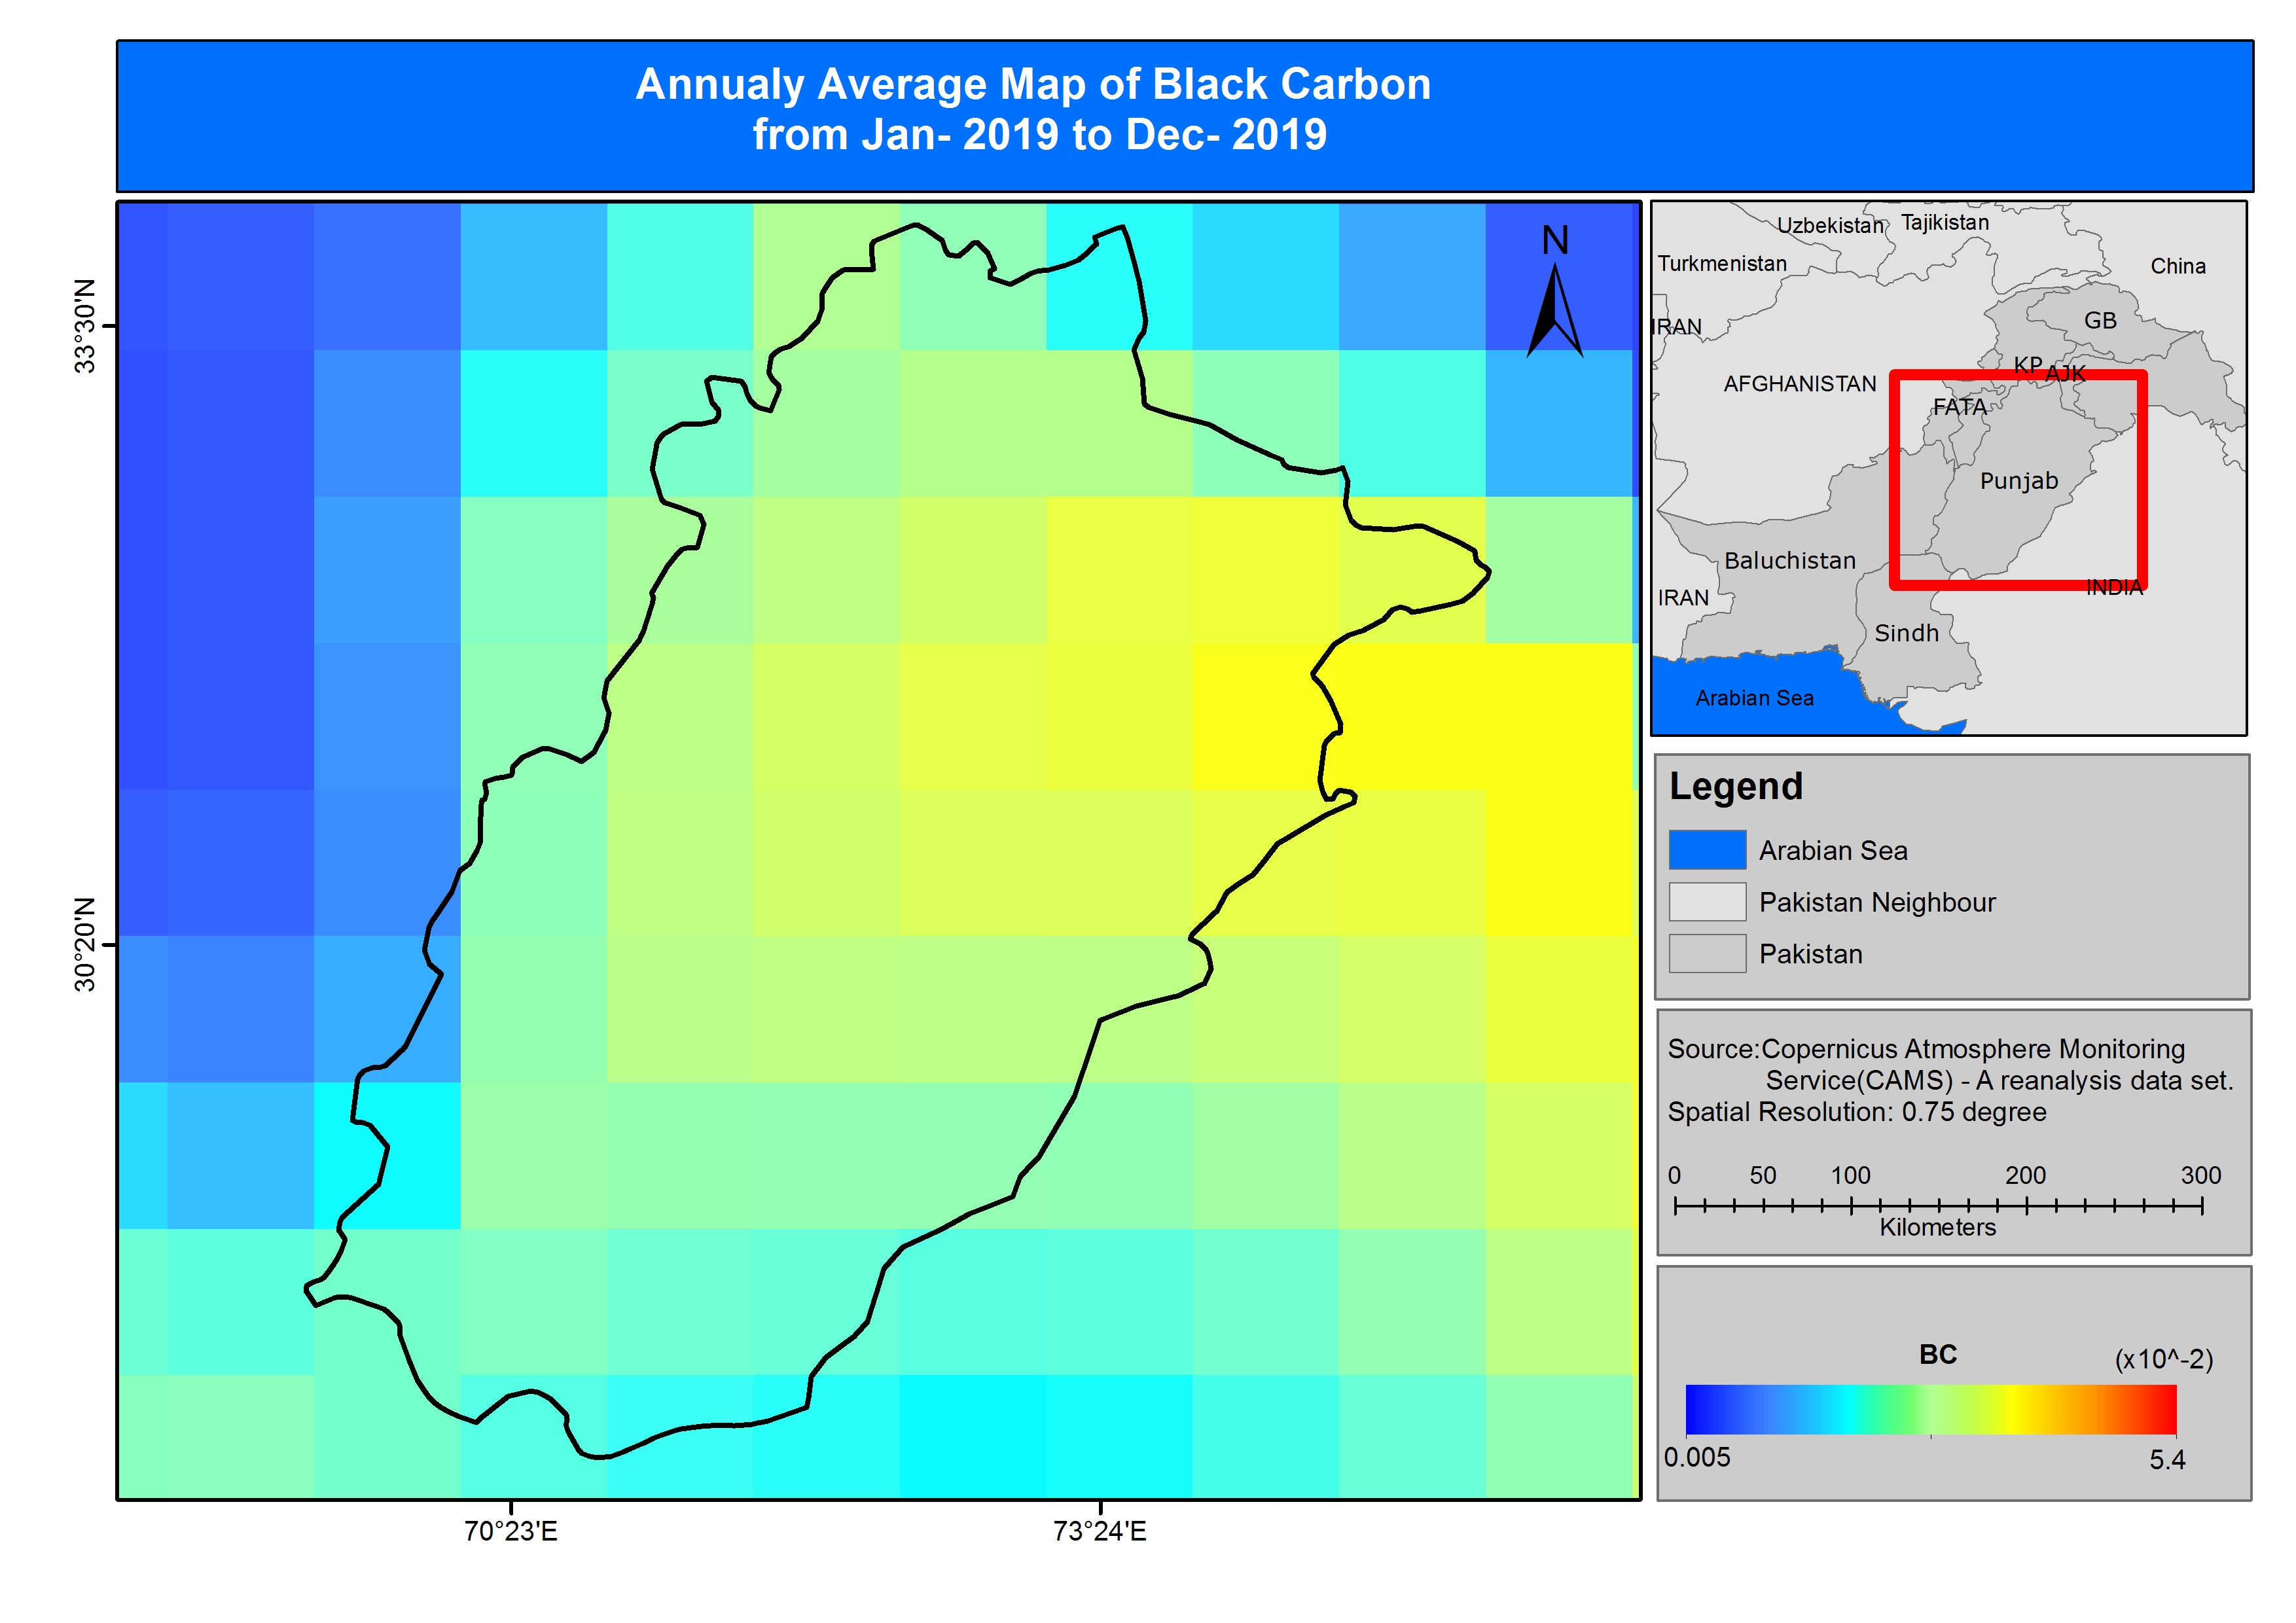 Annualy Average Map of Black Carbon
from Jan- 2019 to Dec- 2019
33°30'N
30°20'N
70°23'E
73°24'E
N
Uzbekistan
Tajikistan
Turkmenistan
China
IRAN
GB
KP
AJK
AFGHANISTAN
FATA
Punjab
Baluchistan
INDIA
IRAN
Sindh
Arabian Sea
Legend
Arabian Sea
Pakistan Neighbour
Pakistan
Source:Copernicus Atmosphere Monitoring
Service(CAMS) - A reanalysis data set.
Spatial Resolution: 0.75 degree
0 50 100 200 300
Kilometers
BC (x10^-2)
0.005 5.4